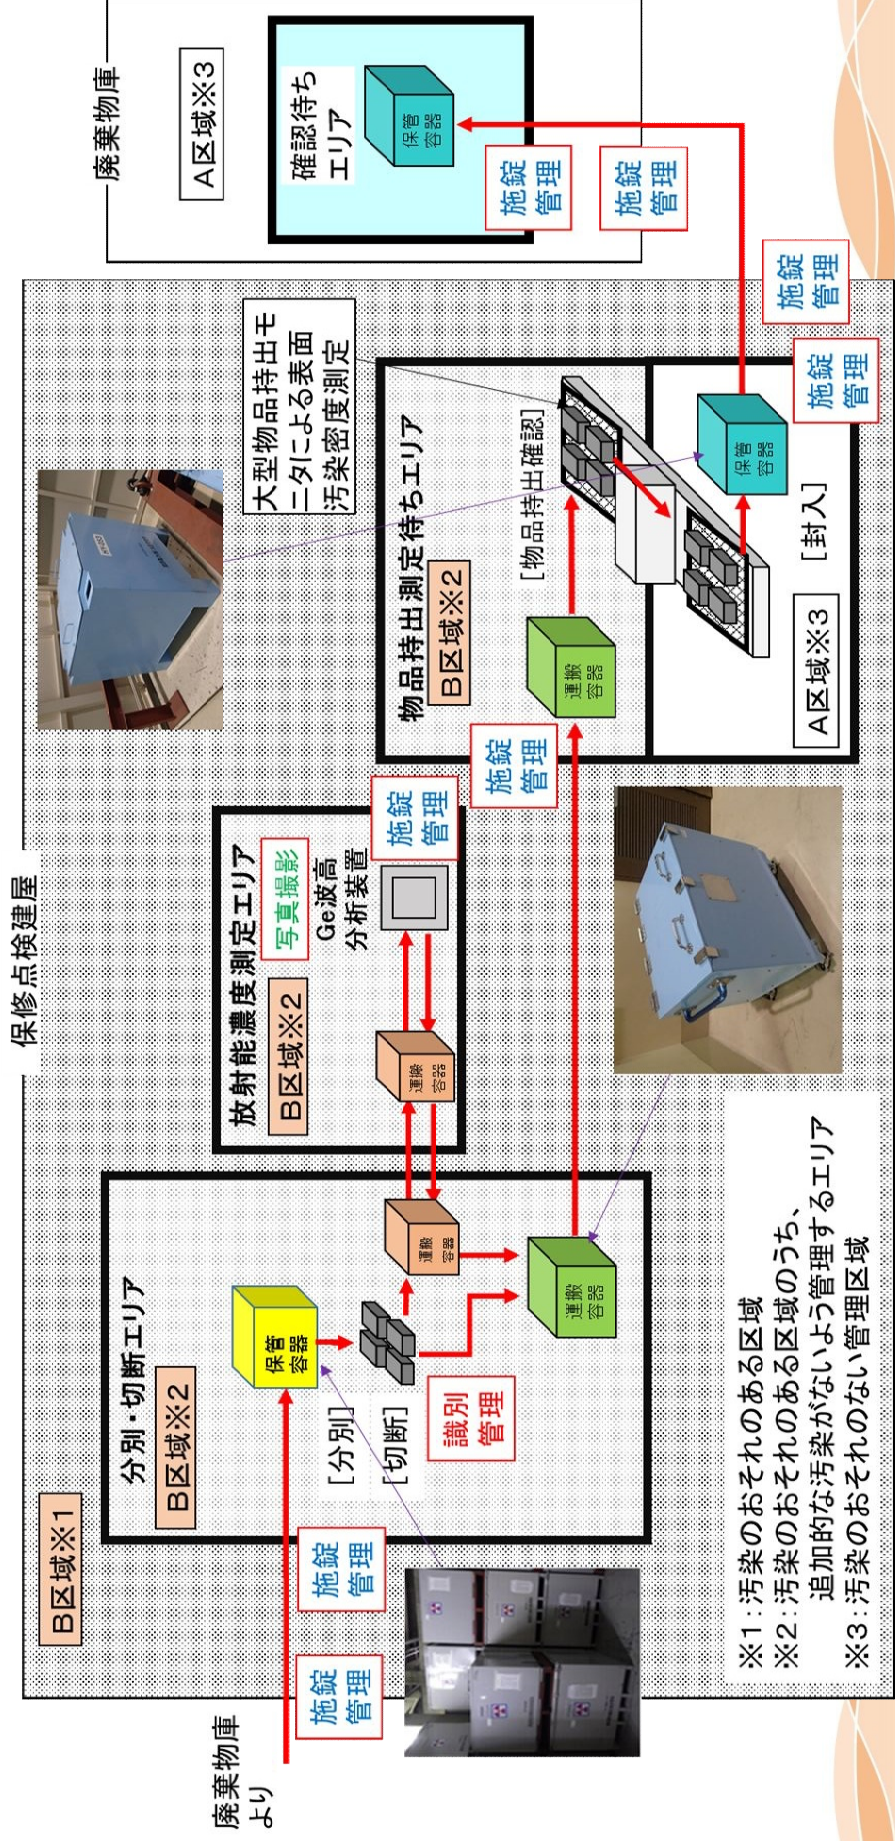 保修点検建屋
廃棄物庫
B区域※1
A区域※3
廃棄物庫
より
施錠
管理
施錠
管理
分別・切断エリア
B区域※2
保管
容器
[分別]
[切断]
識別
管理
運搬
容器
運搬
容器
放射能濃度測定エリア
B区域※2
写真撮影
Ge波高
分析装置
運搬
容器
施錠
管理
大型物品持出モ
ニタによる表面
汚染密度測定
物品持出測定待ちエリア
B区域※2
施錠
管理
運搬
容器
[物品持出確認]
A区域※3
[封入]
保管
容器
施錠
管理
施錠
管理
確認待ち
エリア
保管
容器
施錠
管理
施錠
管理
※1:汚染のおそれのある区域
※2:汚染のおそれのある区域のうち、
追加的な汚染がないよう管理するエリア
※3:汚染のおそれのない管理区域